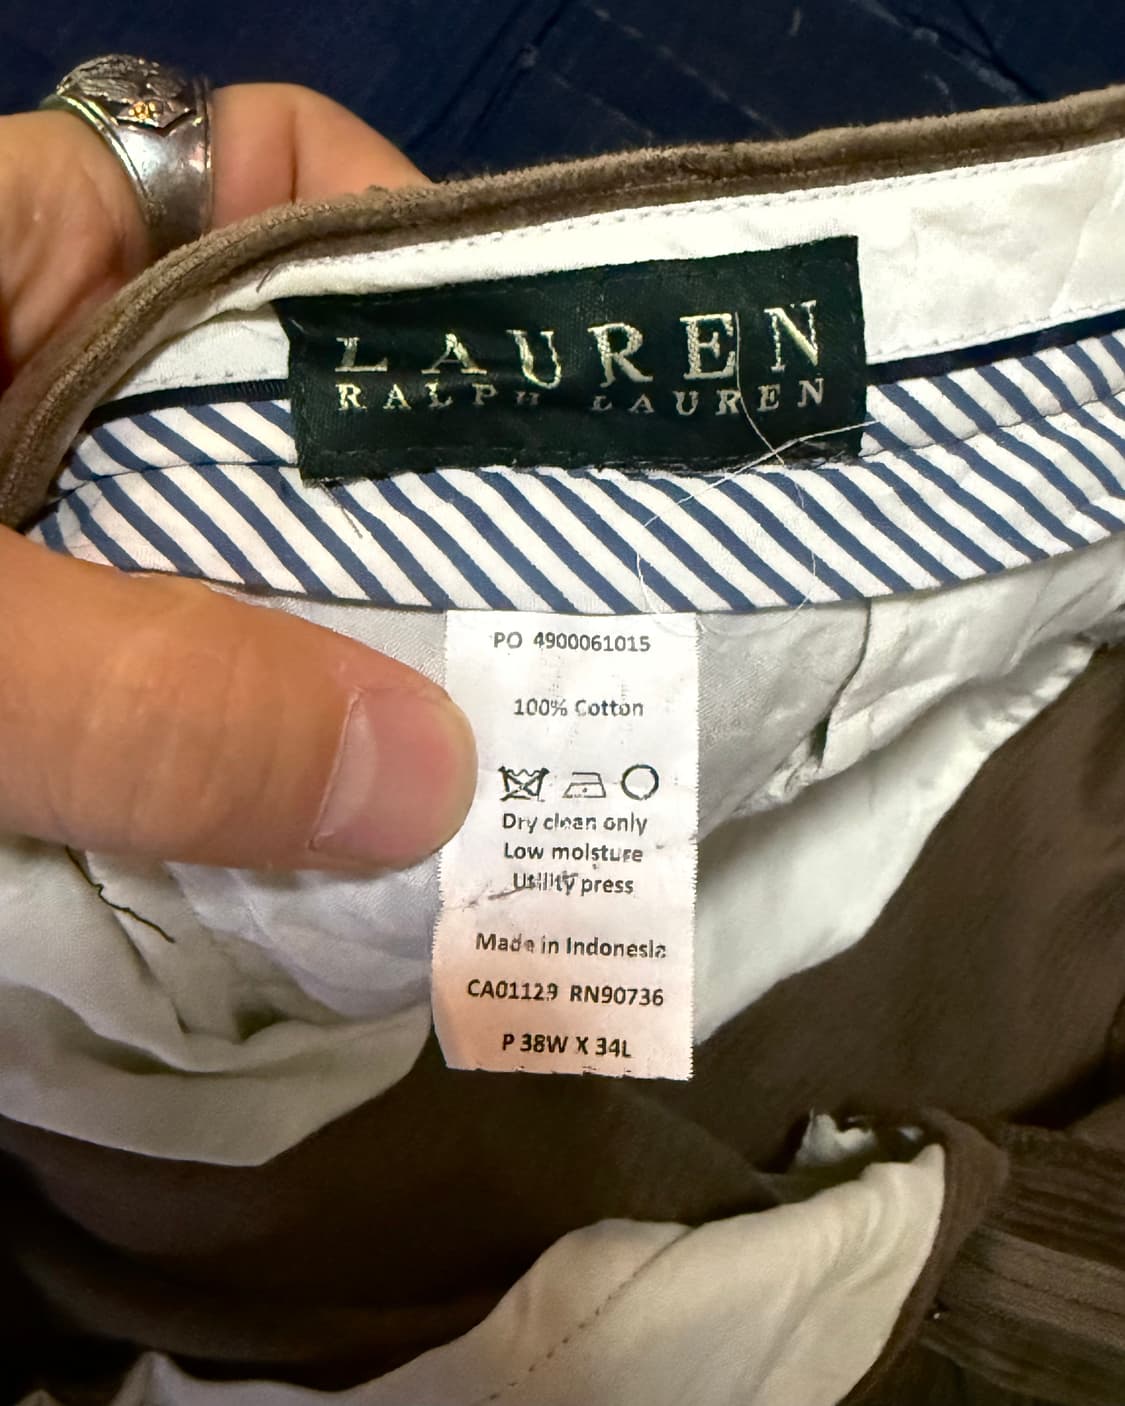 LAUREN
RALPH LAUREN
PO 4900061015
100% Cotton
Dry clean only
Low moisture
Utility press
Made in Indonesia
CA01129 RN90736
P 38W X 34L